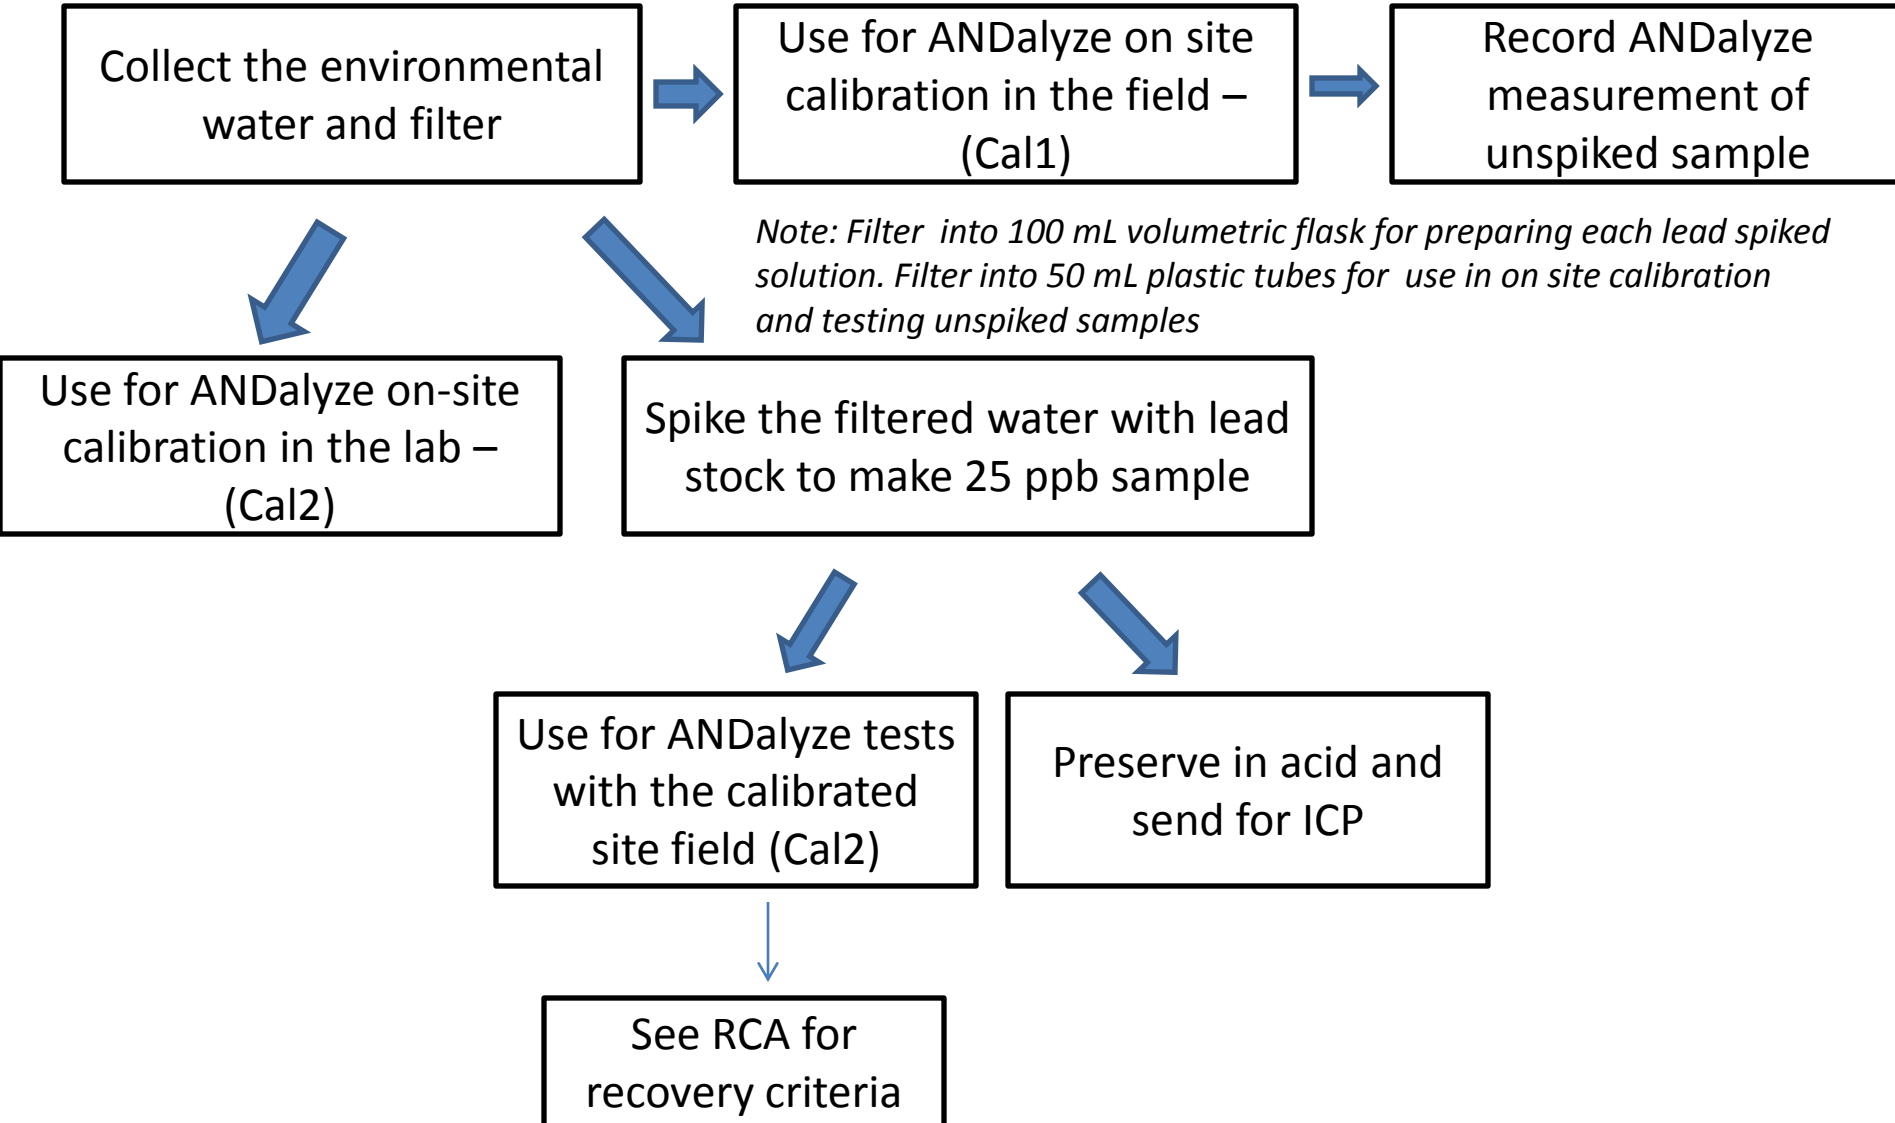 Collect the environmental
water and filter
Use for ANDalyze on site
calibration in the field –
(Cal1)
Record ANDalyze
measurement of
unspiked sample
Note: Filter  into 100 mL volumetric flask for preparing each lead spiked
solution. Filter into 50 mL plastic tubes for  use in on site calibration
and testing unspiked samples
Use for ANDalyze on-site
calibration in the lab –
(Cal2)
Spike the filtered water with lead
stock to make 25 ppb sample
Use for ANDalyze tests
with the calibrated
site field (Cal2)
Preserve in acid and
send for ICP
See RCA for
recovery criteria